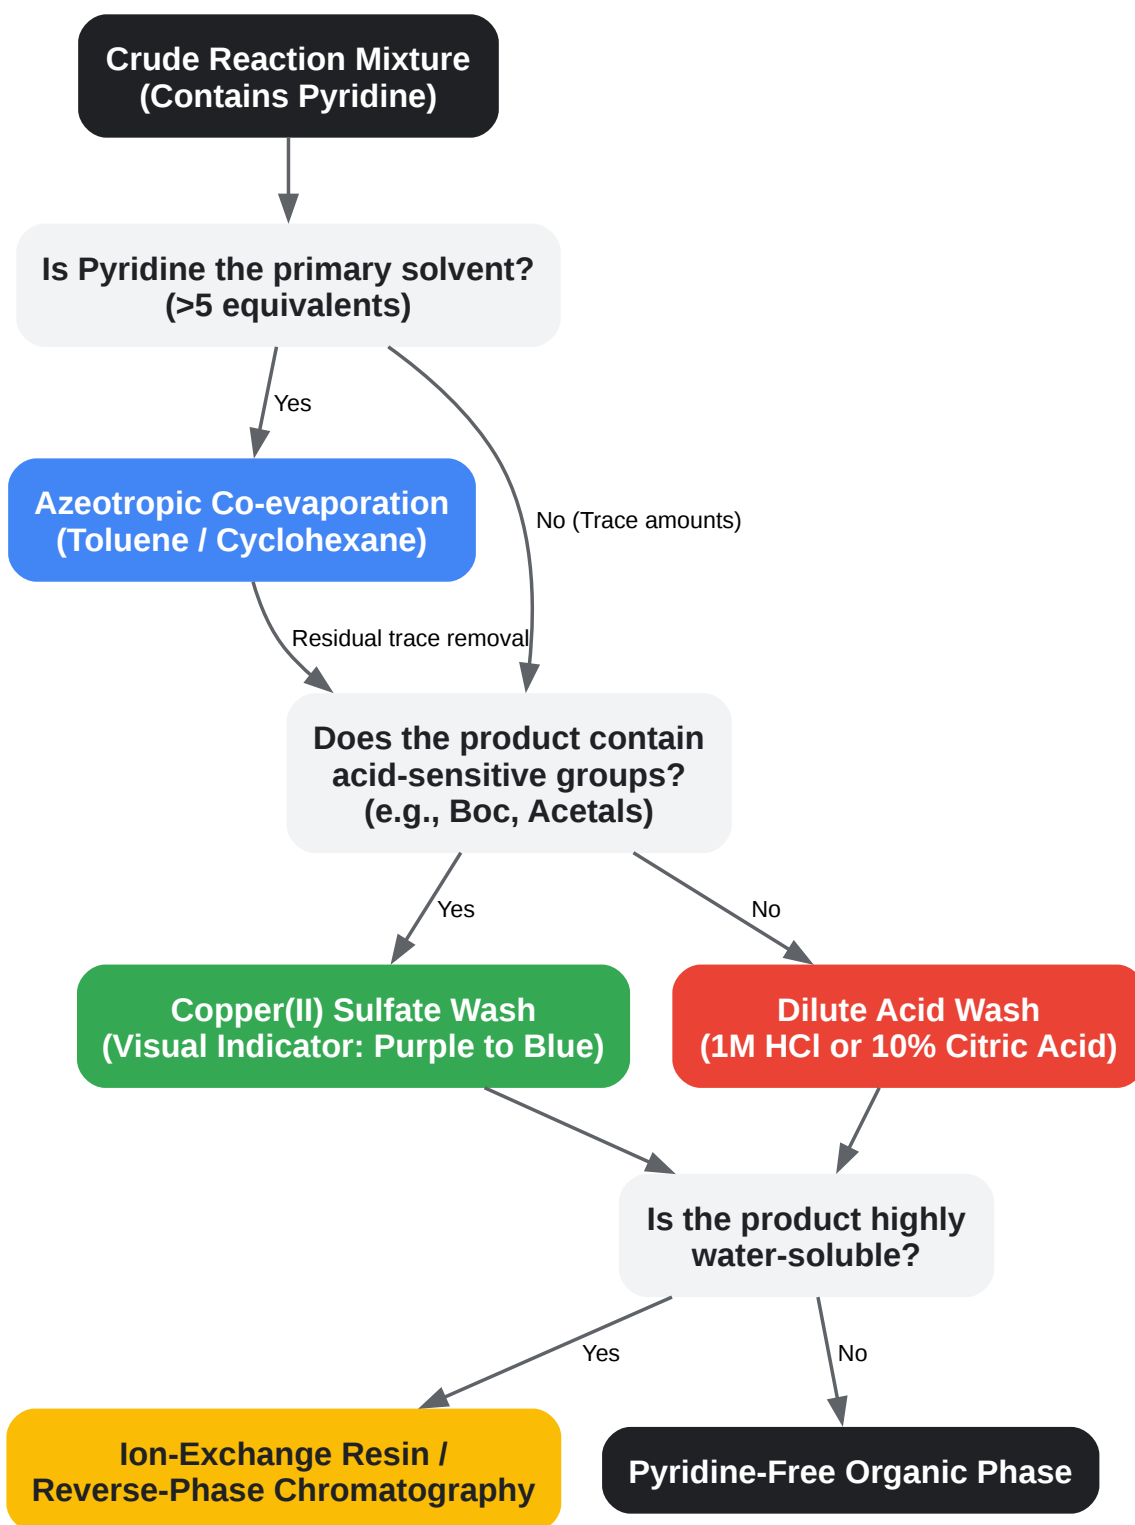 Crude Reaction Mixture
(Contains Pyridine)
Is Pyridine the primary solvent?
(>5 equivalents)
Yes
Azeotropic Co-evaporation
(Toluene / Cyclohexane)
No (Trace amounts)
Residual trace removal
Does the product contain
acid-sensitive groups?
(e.g., Boc, Acetals)
Yes
No
Copper(II) Sulfate Wash
(Visual Indicator: Purple to Blue)
Dilute Acid Wash
(1M HCl or 10% Citric Acid)
Is the product highly
water-soluble?
Yes
No
Ion-Exchange Resin /
Reverse-Phase Chromatography
Pyridine-Free Organic Phase